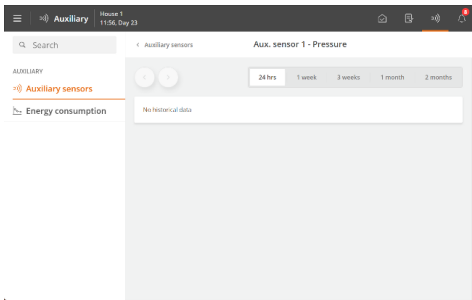 Auxiliary
House 1
11:56, Day 23
8
Search
Auxiliary sensors
Aux. sensor 1 - Pressure
AUXILIARY
Auxiliary sensors
Energy consumption
24 hrs 1 week 3 weeks 1 month 2 months
No historical data